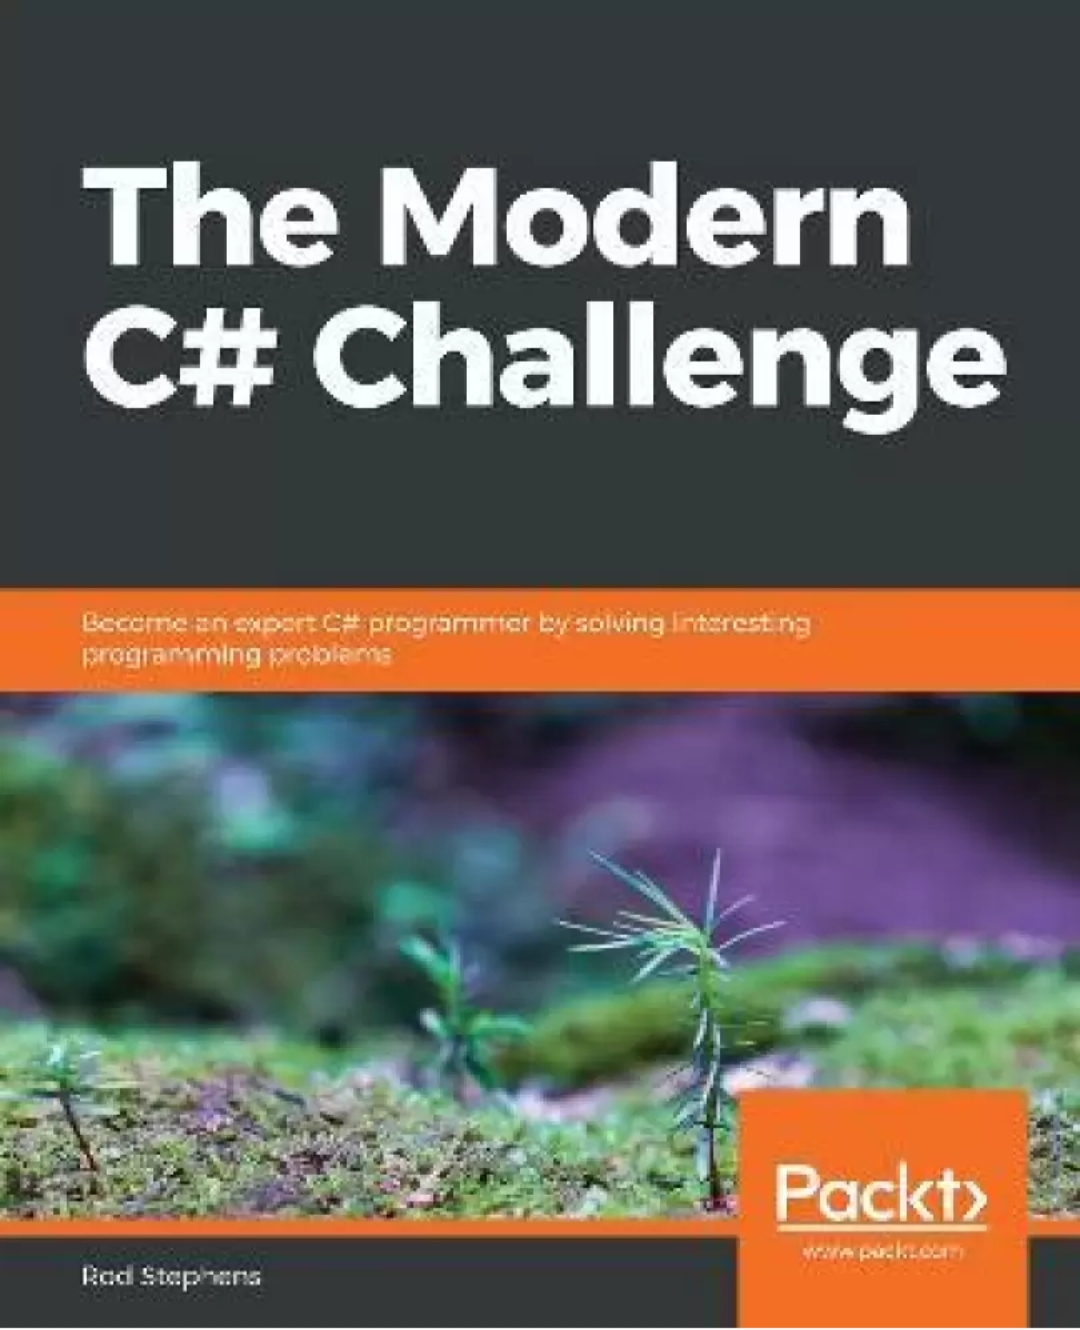 The Modern
C# Challenge
Become an expert C# programmer by solving interesting
programming problems
Packt>
www.packt.com
Rod Stephens